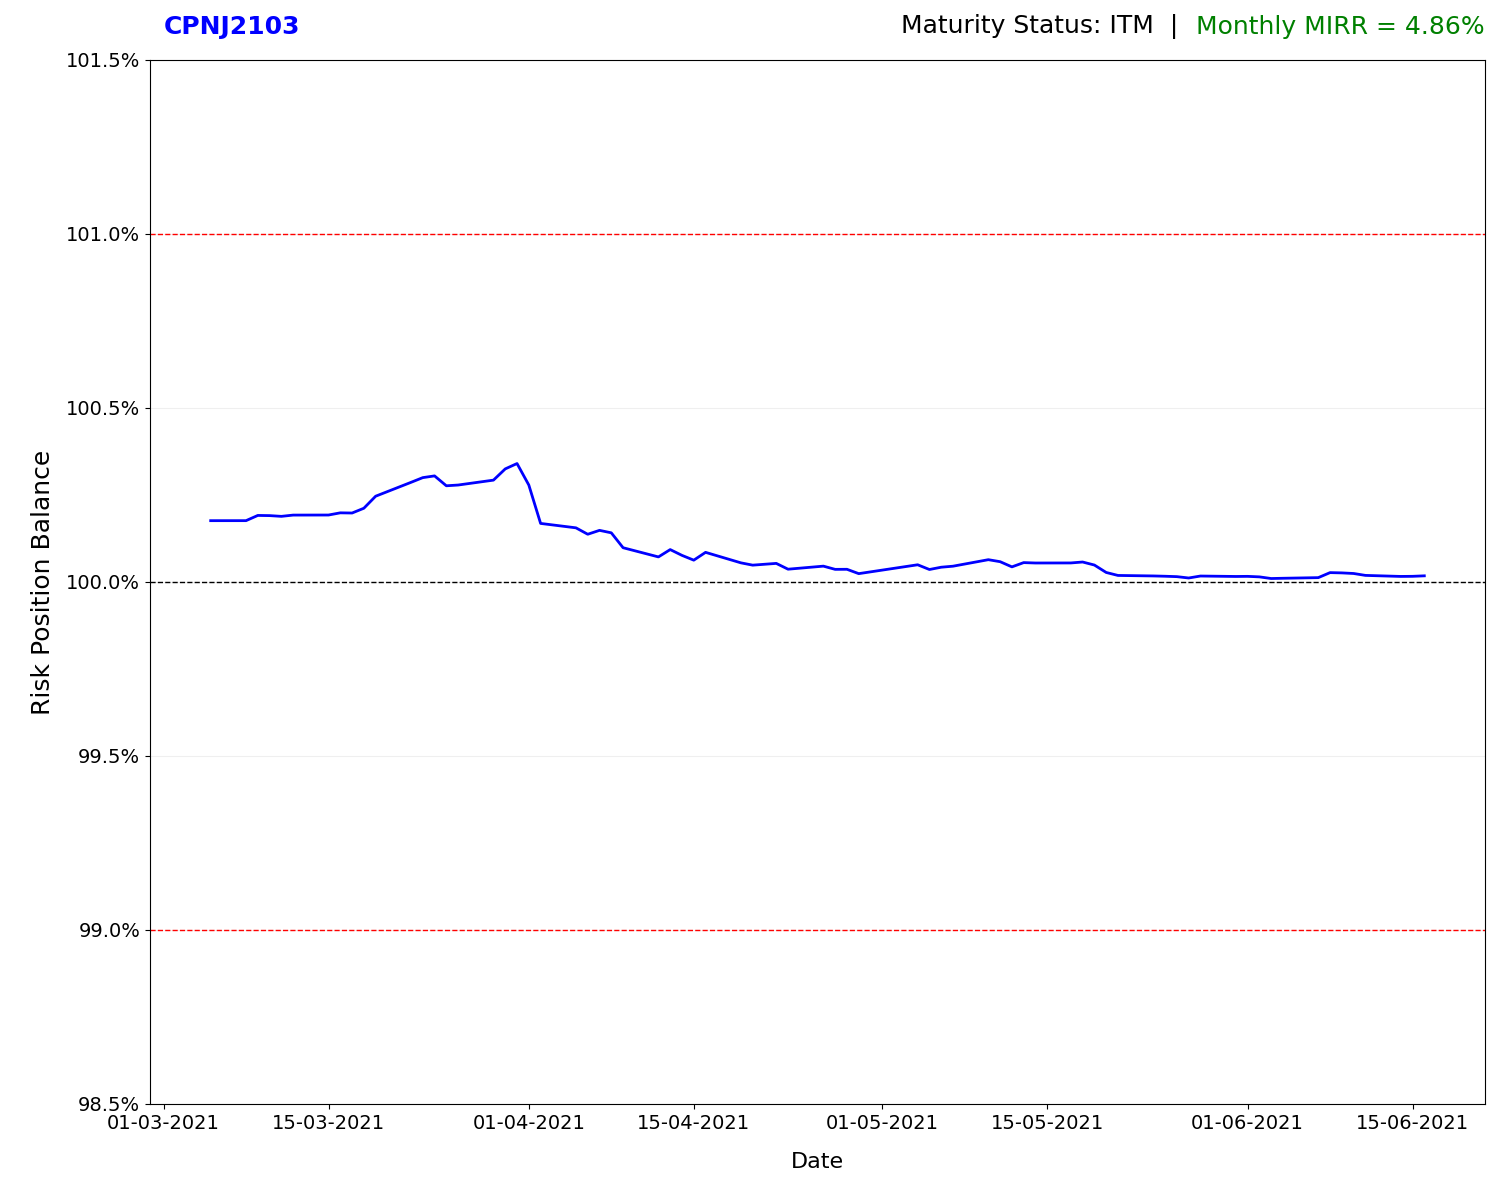 CPNJ2103
Maturity Status: ITM | Monthly MIRR = 4.86%
101.5%
101.0%
100.5%
100.0%
99.5%
99.0%
98.5%
Risk Position Balance
01-03-2021 15-03-2021 01-04-2021 15-04-2021 01-05-2021 15-05-2021 01-06-2021 15-06-2021
Date